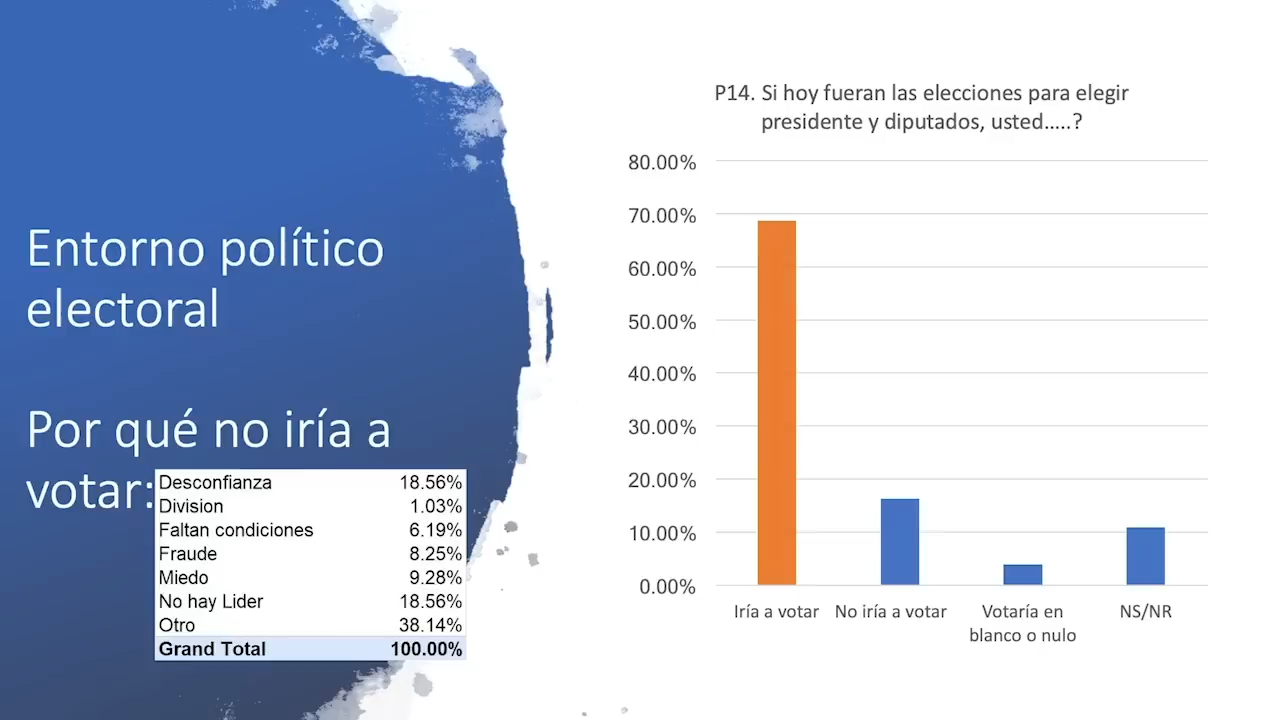 Entorno político
electoral
Por qué no iría a
votar:
Desconfianza 18.56%
Division 1.03%
Faltan condiciones 6.19%
Fraude 8.25%
Miedo 9.28%
No hay Lider 18.56%
Otro 38.14%
Grand Total 100.00%
P14. Si hoy fueran las elecciones para elegir
presidente y diputados, usted.....?
80.00%
70.00%
60.00%
50.00%
40.00%
30.00%
20.00%
10.00%
0.00%
Iría a votar
No iría a votar
Votaría en
blanco o nulo
NS/NR